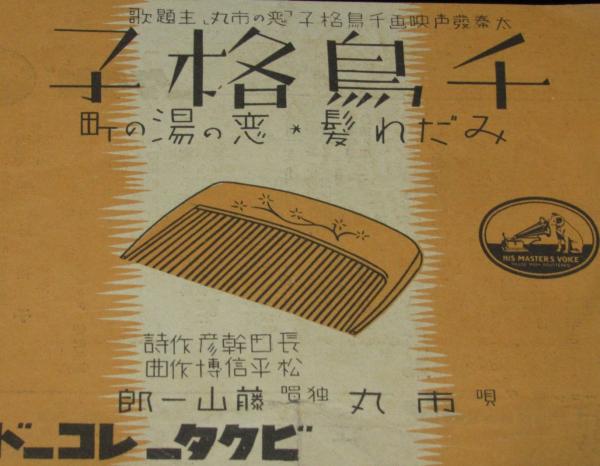 太秦發声映画千鳥格子「恋の市丸」主題歌
千鳥格子
みだれ髪*恋の湯の町
HIS MASTER'S VOICE
長田幹彦作詩
松平信博作曲
唄 市丸 独唱 藤山一郎
ビクターレコード